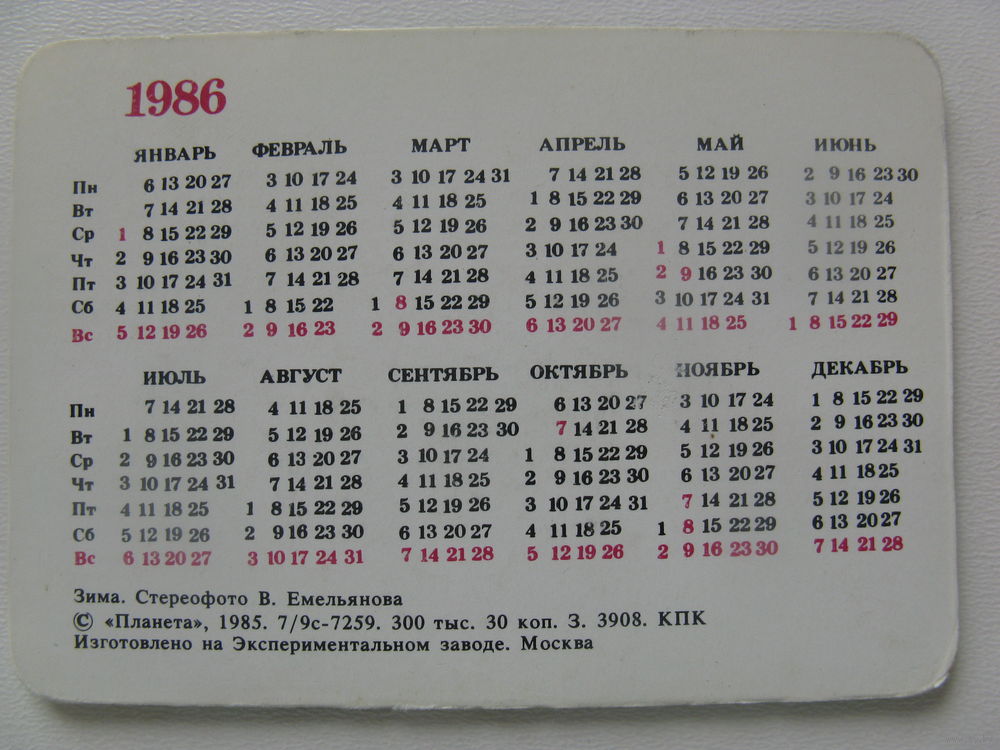 1986
ЯНВАРЬ ФЕВРАЛЬ МАРТ АПРЕЛЬ МАЙ ИЮНЬ
Пн 6 13 20 27 3 10 17 24 3 10 17 24 31 7 14 21 28 5 12 19 26 2 9 16 23 30
Вт 7 14 21 28 4 11 18 25 4 11 18 25 1 8 15 22 29 6 13 20 27 3 10 17 24
Ср 1 8 15 22 29 5 12 19 26 5 12 19 26 2 9 16 23 30 7 14 21 28 4 11 18 25
Чт 2 9 16 23 30 6 13 20 27 6 13 20 27 3 10 17 24 1 8 15 22 29 5 12 19 26
Пт 3 10 17 24 31 7 14 21 28 7 14 21 28 4 11 18 25 2 9 16 23 30 6 13 20 27
Сб 4 11 18 25 1 8 15 22 1 8 15 22 29 5 12 19 26 3 10 17 24 31 7 14 21 28
Вс 5 12 19 26 2 9 16 23 2 9 16 23 30 6 13 20 27 4 11 18 25 1 8 15 22 29
ИЮЛЬ АВГУСТ СЕНТЯБРЬ ОКТЯБРЬ НОЯБРЬ ДЕКАБРЬ
Пн 7 14 21 28 4 11 18 25 1 8 15 22 29 6 13 20 27 3 10 17 24 1 8 15 22 29
Вт 1 8 15 22 29 5 12 19 26 2 9 16 23 30 7 14 21 28 4 11 18 25 2 9 16 23 30
Ср 2 9 16 23 30 6 13 20 27 3 10 17 24 1 8 15 22 29 5 12 19 26 3 10 17 24 31
Чт 3 10 17 24 31 7 14 21 28 4 11 18 25 2 9 16 23 30 6 13 20 27 4 11 18 25
Пт 4 11 18 25 1 8 15 22 29 5 12 19 26 3 10 17 24 31 7 14 21 28 5 12 19 26
Сб 5 12 19 26 2 9 16 23 30 6 13 20 27 4 11 18 25 1 8 15 22 29 6 13 20 27
Вс 6 13 20 27 3 10 17 24 31 7 14 21 28 5 12 19 26 2 9 16 23 30 7 14 21 28
Зима. Стереофото В. Емельянова
© «Планета», 1985. 7/9с-7259. 300 тыс. 30 коп. З. 3908. КПК
Изготовлено на Экспериментальном заводе. Москва